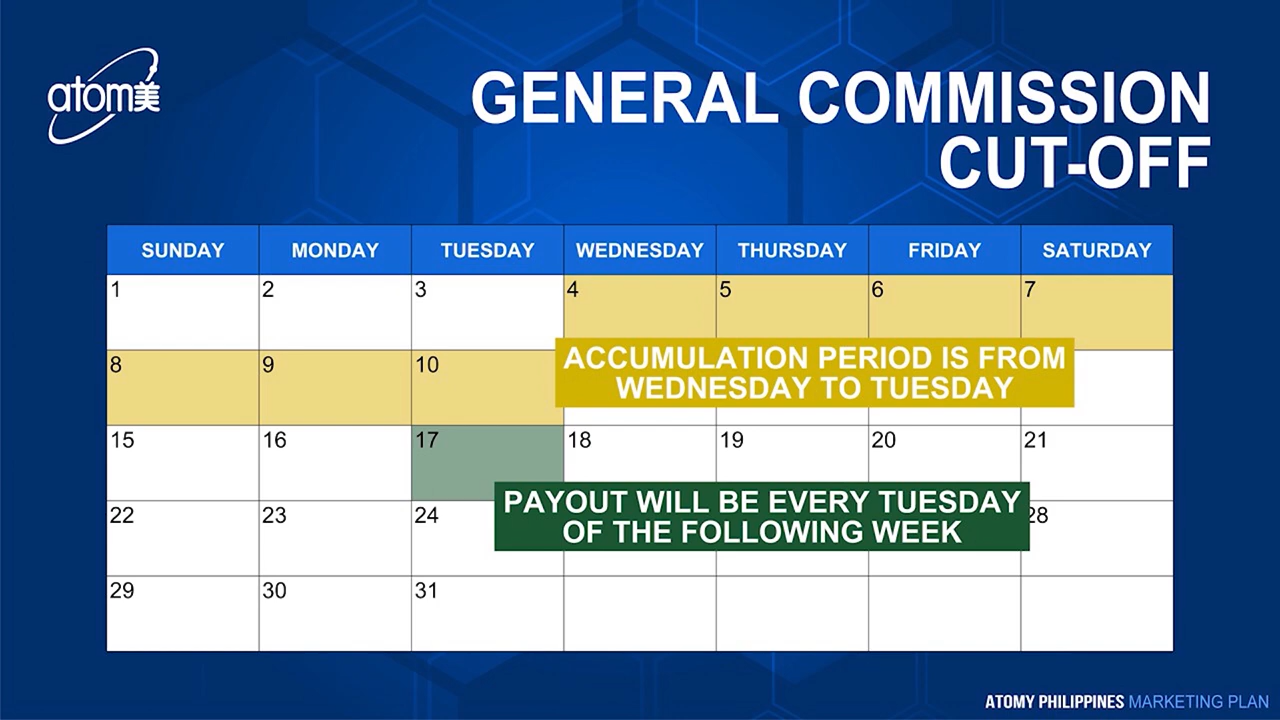 atom美
GENERAL COMMISSION
CUT-OFF
SUNDAY MONDAY TUESDAY WEDNESDAY THURSDAY FRIDAY SATURDAY
1 2 3 4 5 6 7
8 9 10
ACCUMULATION PERIOD IS FROM
WEDNESDAY TO TUESDAY
15 16 17 18 19 20 21
PAYOUT WILL BE EVERY TUESDAY
OF THE FOLLOWING WEEK
22 23 24 28
29 30 31
ATOMY PHILIPPINES MARKETING PLAN